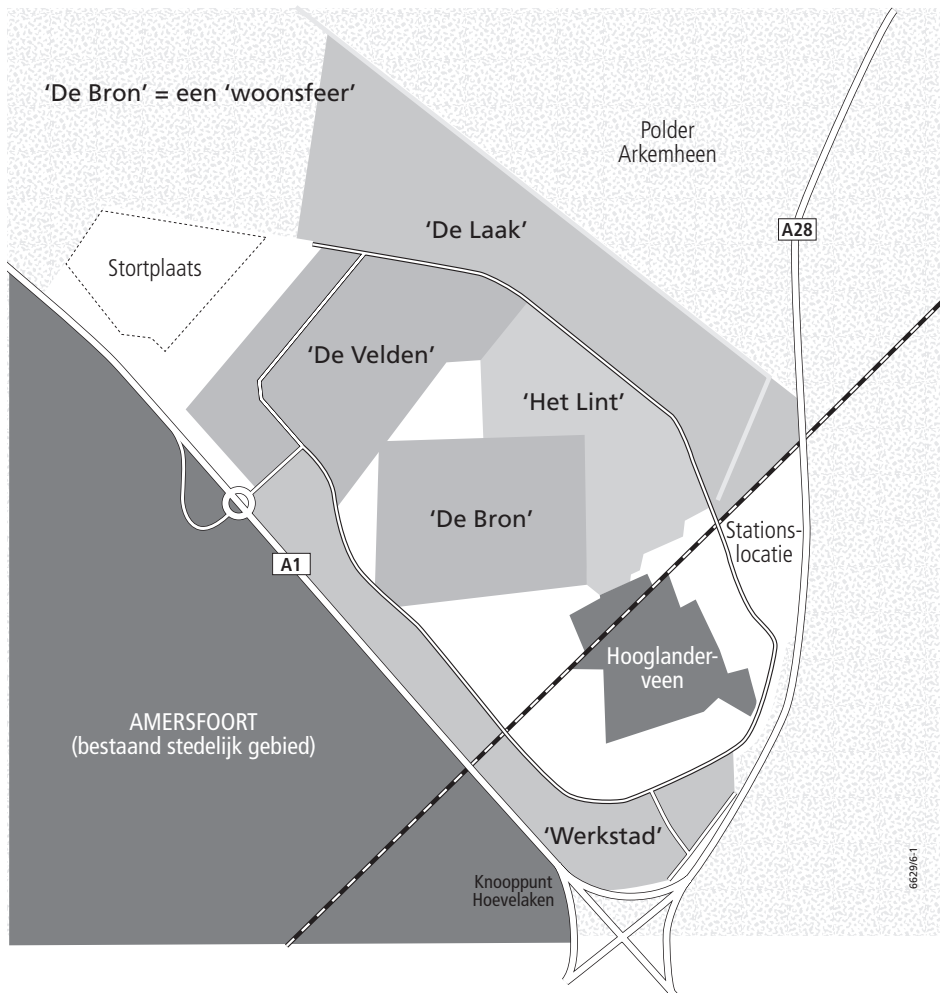 'De Bron' = een 'woonsfeer'
Polder
Arkemheen
'De Laak'
A28
Stortplaats
'De Velden'
'Het Lint'
'De Bron'
Stations-
locatie
A1
Hooglander-
veen
AMERSFOORT
(bestaand stedelijk gebied)
'Werkstad'
Knooppunt
Hoevelaken
6629/6-1